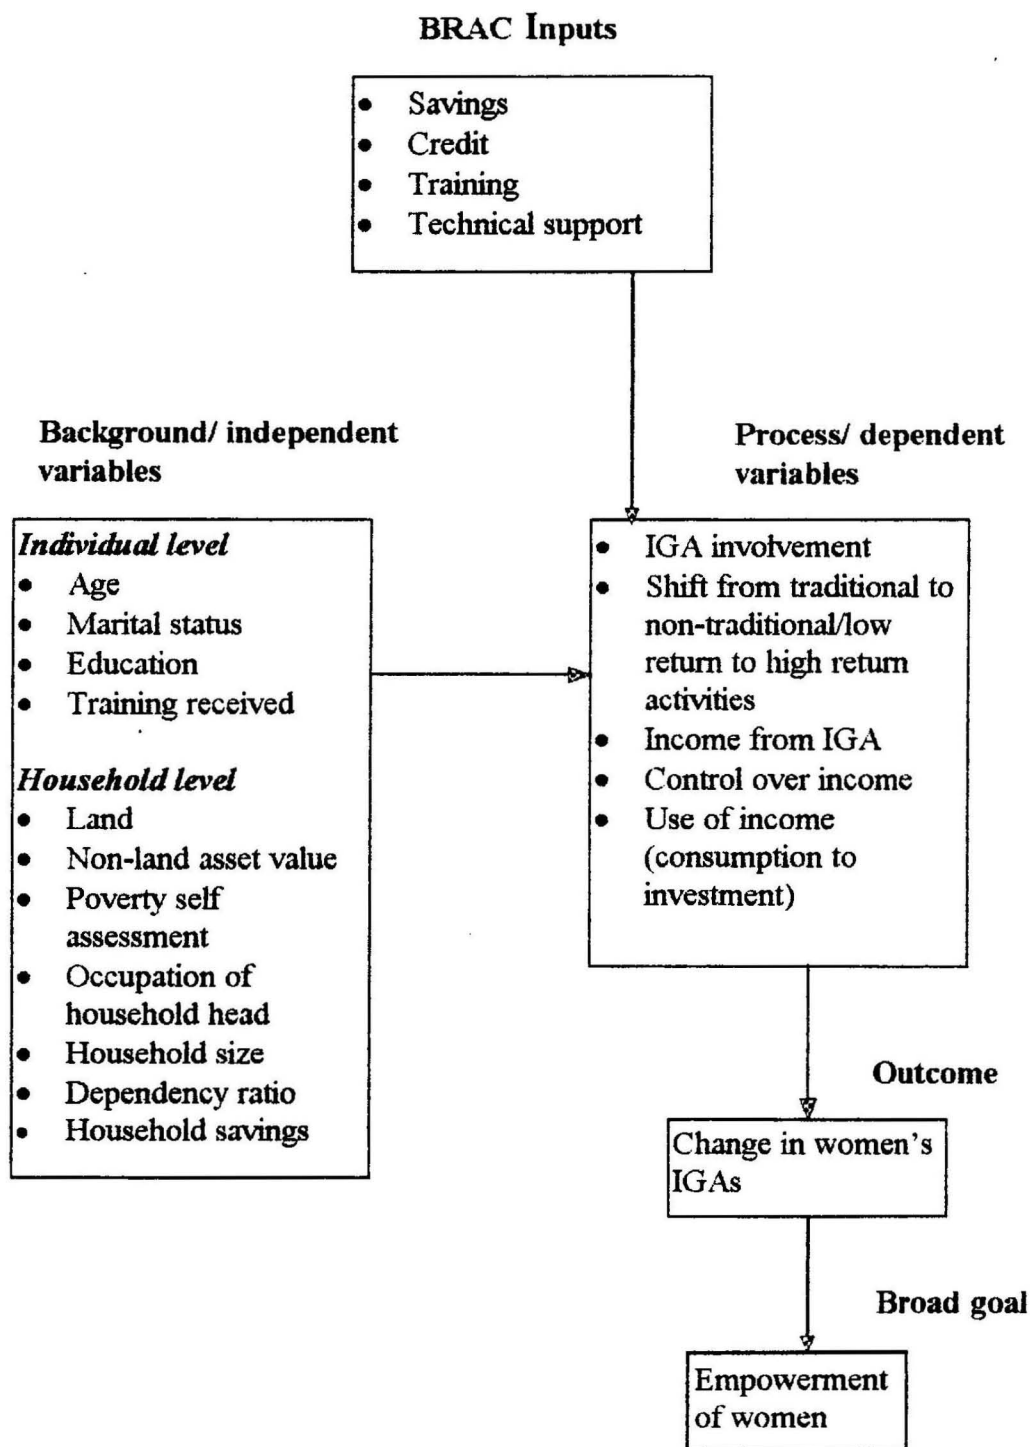 BRAC Inputs
• Savings
• Credit
• Training
• Technical support
Background/ independent
variables
Individual level
• Age
• Marital status
• Education
• Training received
Household level
• Land
• Non-land asset value
• Poverty self
assessment
• Occupation of
household head
• Household size
• Dependency ratio
• Household savings
Process/ dependent
variables
• IGA involvement
• Shift from traditional to
non-traditional/low
return to high return
activities
• Income from IGA
• Control over income
• Use of income
(consumption to
investment)
Outcome
Change in women's
IGAs
Broad goal
Empowerment
of women